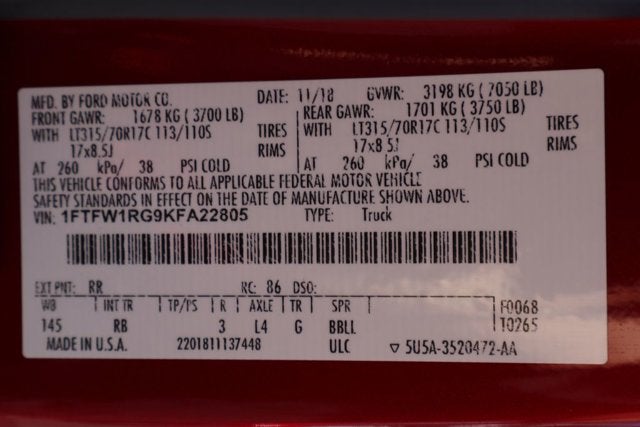 MFD. BY FORD MOTOR CO. DATE: 11/18 GVWR: 3198 KG ( 7050 LB)
FRONT GAWR: 1678 KG ( 3700 LB) REAR GAWR: 1701 KG ( 3750 LB)
WITH LT315/70R17C 113/110S TIRES WITH LT315/70R17C 113/110S TIRES
17x8.5J RIMS 17x8.5J RIMS
AT 260 kPa/ 38 PSI COLD AT 260 kPa/ 38 PSI COLD
THIS VEHICLE CONFORMS TO ALL APPLICABLE FEDERAL MOTOR VEHICLE
SAFETY STANDARDS IN EFFECT ON THE DATE OF MANUFACTURE SHOWN ABOVE.
VIN: 1FTFW1RG9KFA22805 TYPE: Truck
EXT PNT: RR RC: 86 DSO:
WB INT TR TP/PS R AXLE TR SPR F0068
145 RB 3 L4 G BBLL T0265
MADE IN U.S.A. 2201811137448 ULC ▽ 5U5A-3520472-AA